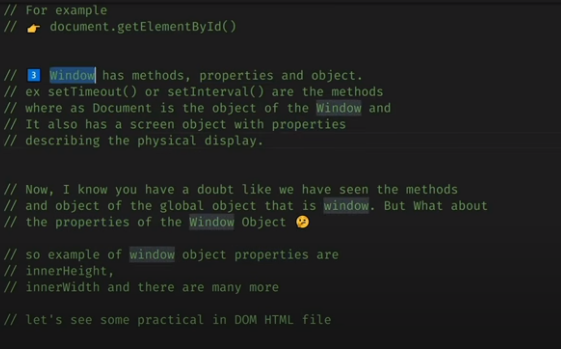 // For example
// 👉 document.getElementById()
// 3️⃣ Window has methods, properties and object.
// ex setTimeout() or setInterval() are the methods
// where as Document is the object of the Window and
// It also has a screen object with properties
// describing the physical display.
// Now, I know you have a doubt like we have seen the methods
// and object of the global object that is window. But What about
// the properties of the Window Object 🤔
// so example of window object properties are
// innerHeight,
// innerWidth and there are many more
// let's see some practical in DOM HTML file